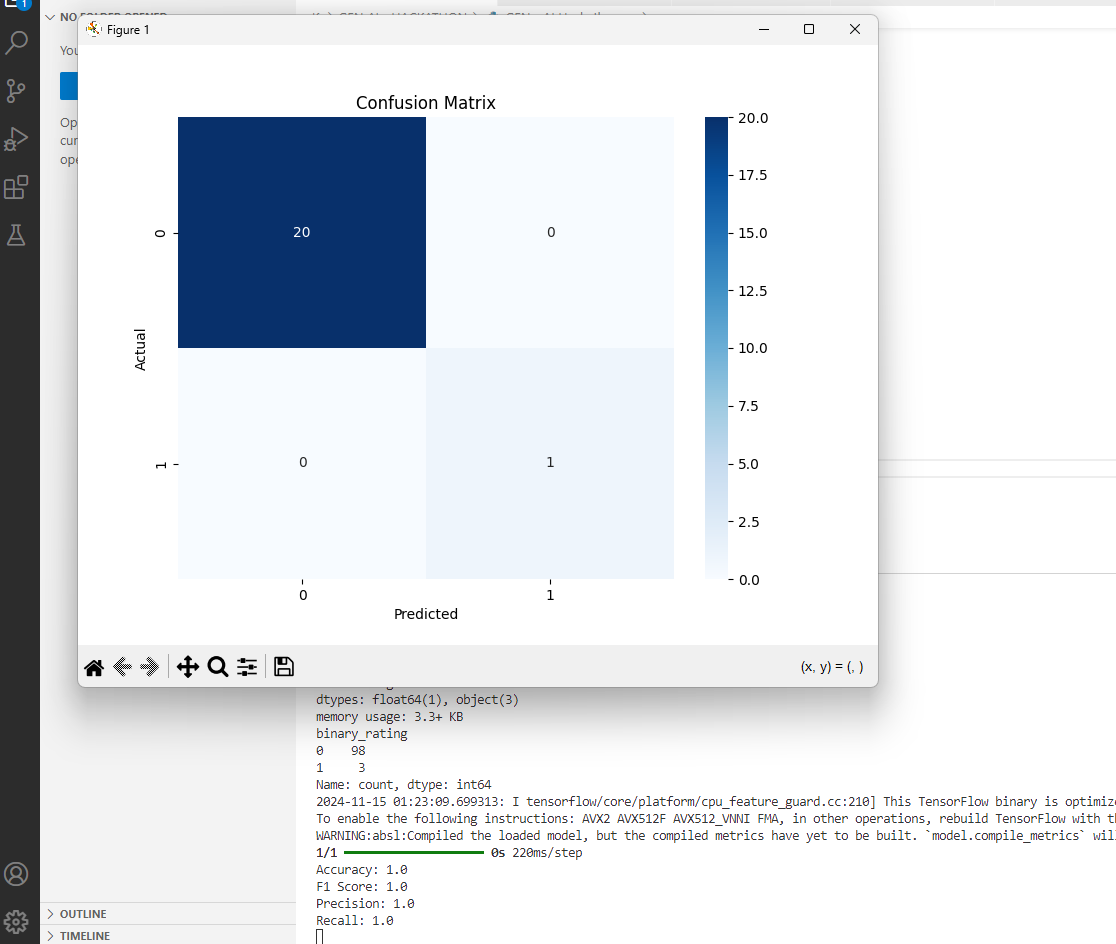 1
NO FOLDER OPENED
Figure 1
You
Op
cur
ope
Confusion Matrix
20
0
0
1
0
1
Actual
0
1
Predicted
20.0
17.5
15.0
12.5
10.0
7.5
5.0
2.5
0.0
(x, y) = (, )
dtypes: float64(1), object(3)
memory usage: 3.3+ KB
binary_rating
0    98
1     3
Name: count, dtype: int64
2024-11-15 01:23:09.699313: I tensorflow/core/platform/cpu_feature_guard.cc:210] This TensorFlow binary is optimize
To enable the following instructions: AVX2 AVX512F AVX512_VNNI FMA, in other operations, rebuild TensorFlow with th
WARNING:absl:Compiled the loaded model, but the compiled metrics have yet to be built. `model.compile_metrics` will
1/1 0s 220ms/step
Accuracy: 1.0
F1 Score: 1.0
Precision: 1.0
Recall: 1.0
OUTLINE
TIMELINE